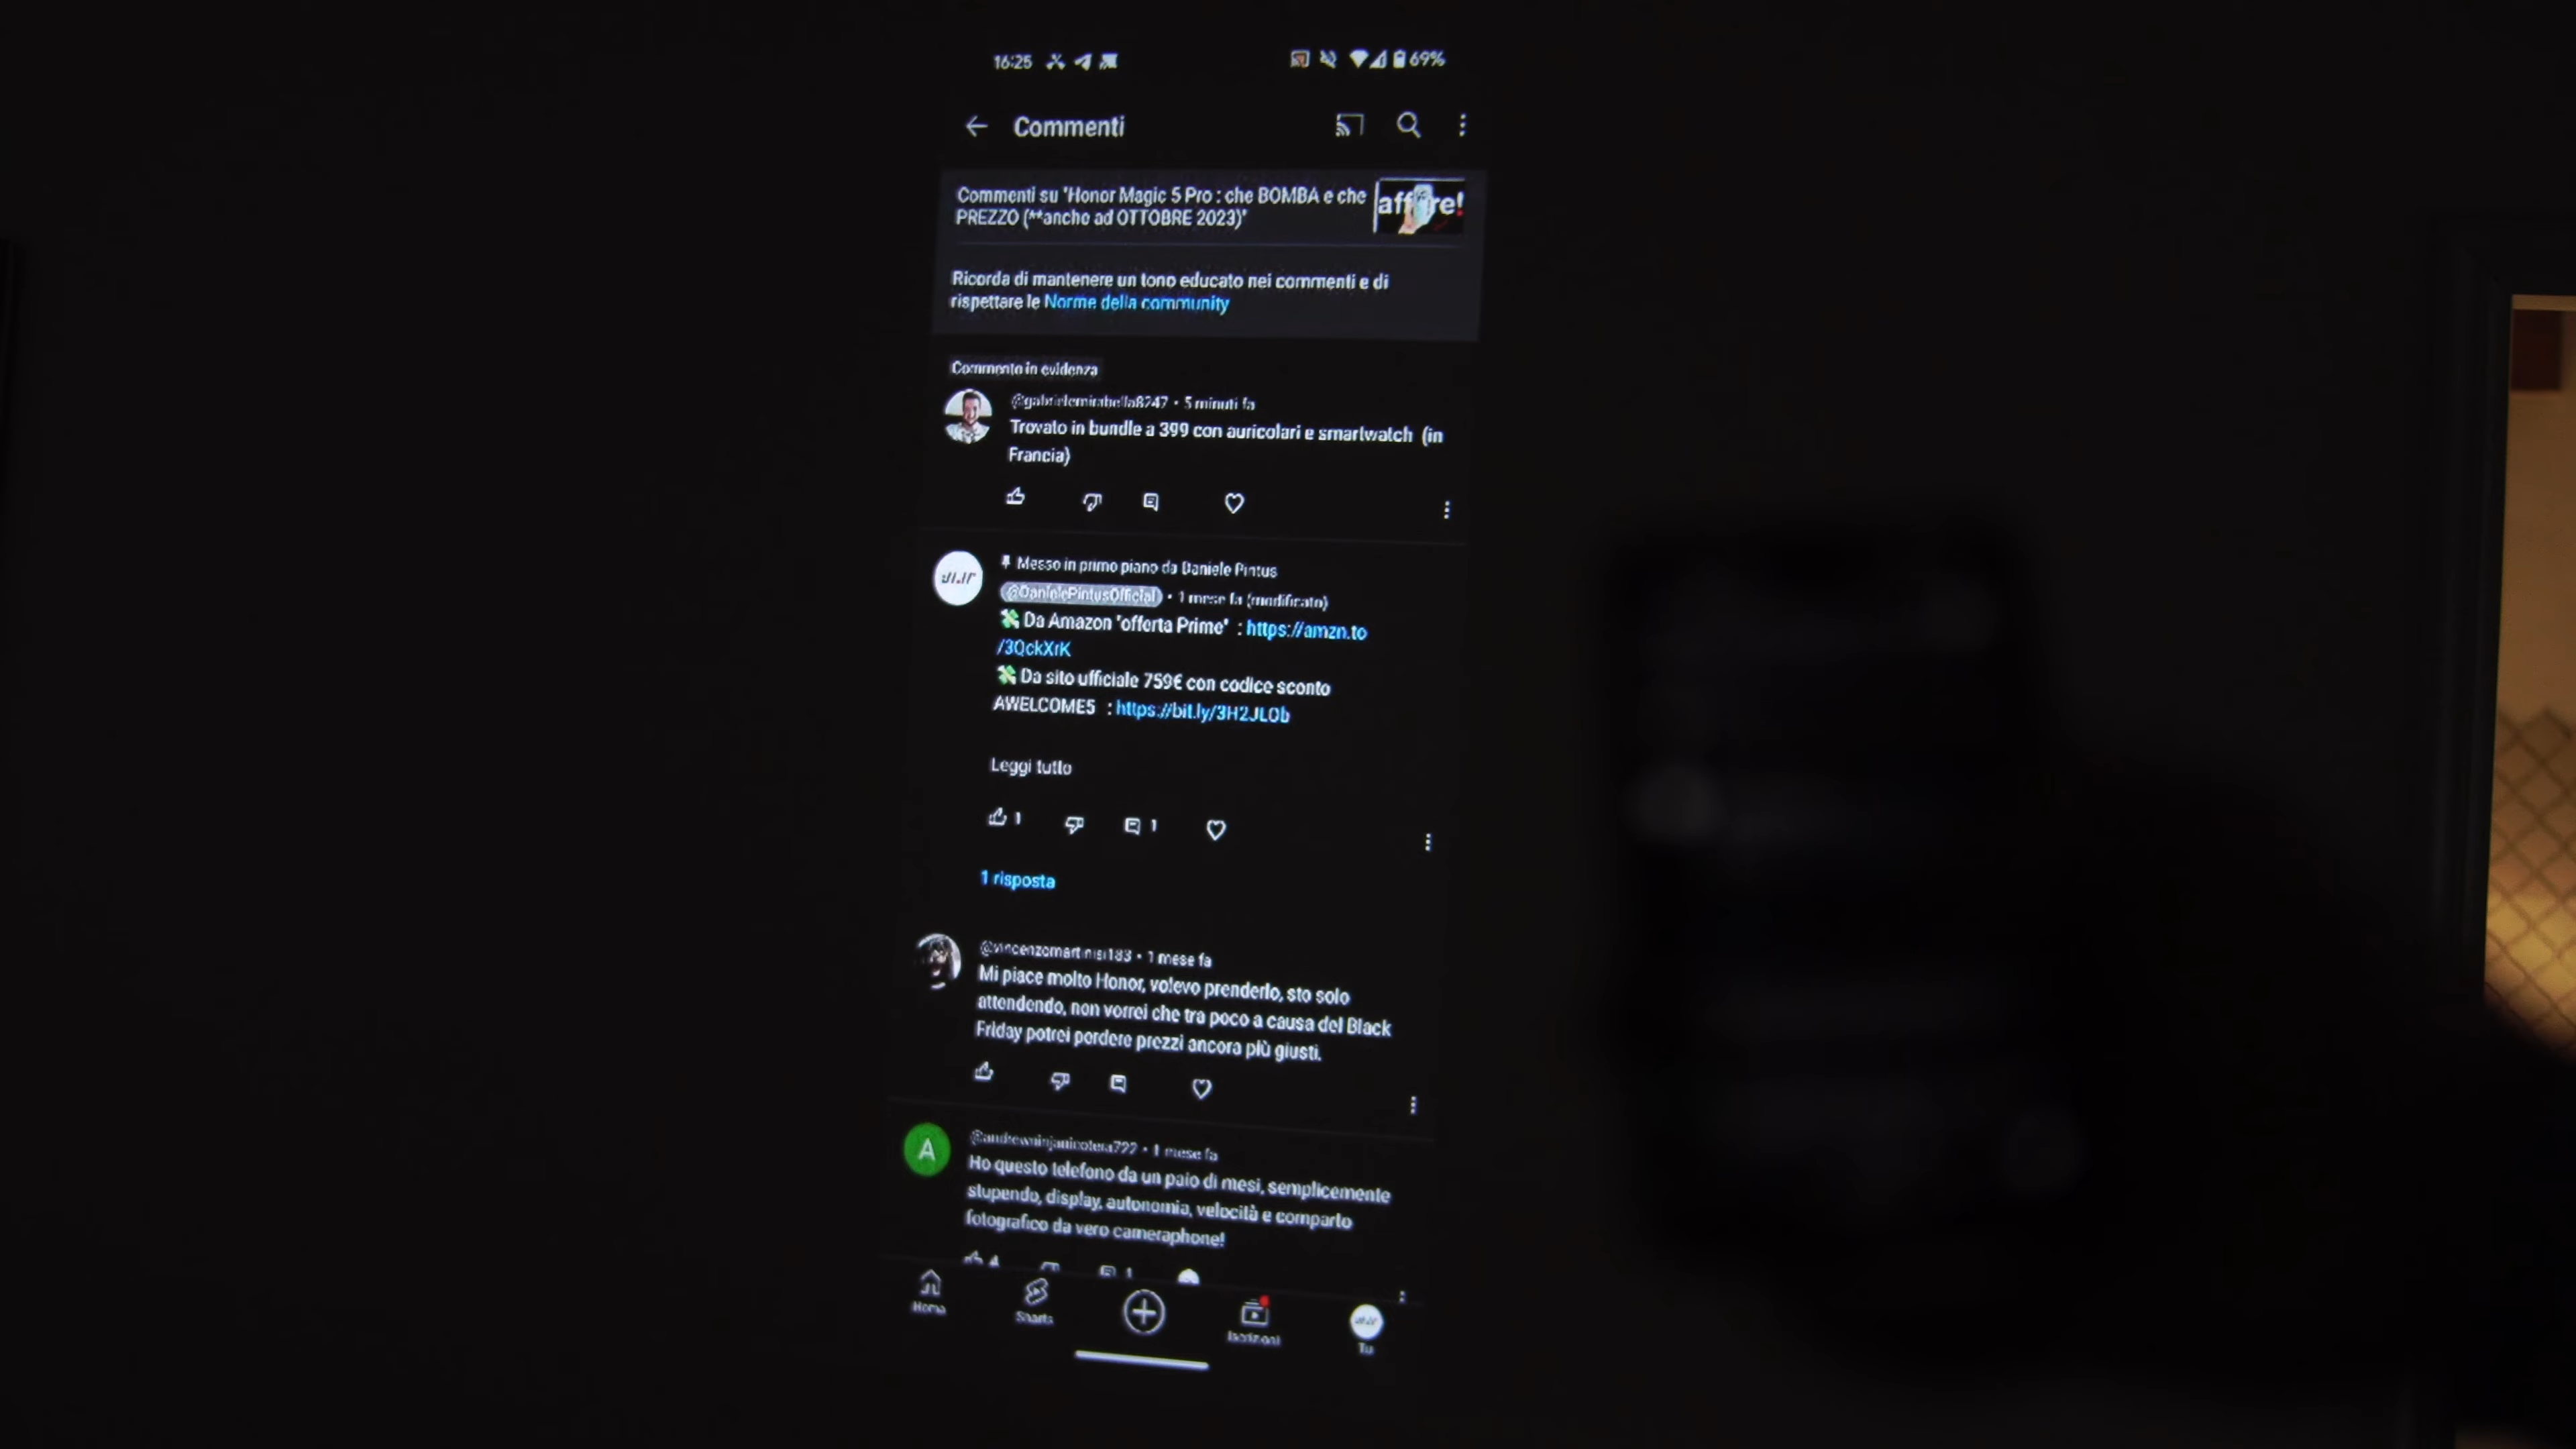 16:25
69%
Commenti
Commenti su "Honor Magic 5 Pro : che BOMBA e che
PREZZO (**anche ad OTTOBRE 2023)"
Ricorda di mantenere un tono educato nei commenti e di
rispettare le Norme della community
Commento in evidenza
@gabrielemirabella8247 • 5 minuti fa
Trovato in bundle a 399 con auricolari e smartwatch (in
Francia)
Messo in primo piano da Daniele Pintus
@DanielePintusOfficial • 1 mese fa (modificato)
Da Amazon "offerta Prime" : https://amzn.to
/3QckXrK
Da sito ufficiale 759€ con codice sconto
AWELCOME5 : https://bit.ly/3H2JLOb
Leggi tutto
1 1
1 risposta
@vincenzomartinisi183 • 1 mese fa
Mi piace molto Honor, volevo prenderlo, sto solo
attendendo, non vorrei che tra poco a causa del Black
Friday potrei perdere prezzi ancora più giusti.
A
@andrewninjanicotera722 • 1 mese fa
Ho questo telefono da un paio di mesi, semplicemente
stupendo, display, autonomia, velocità e comparto
fotografico da vero cameraphone!
4 1
Home Shorts Iscrizioni Tu